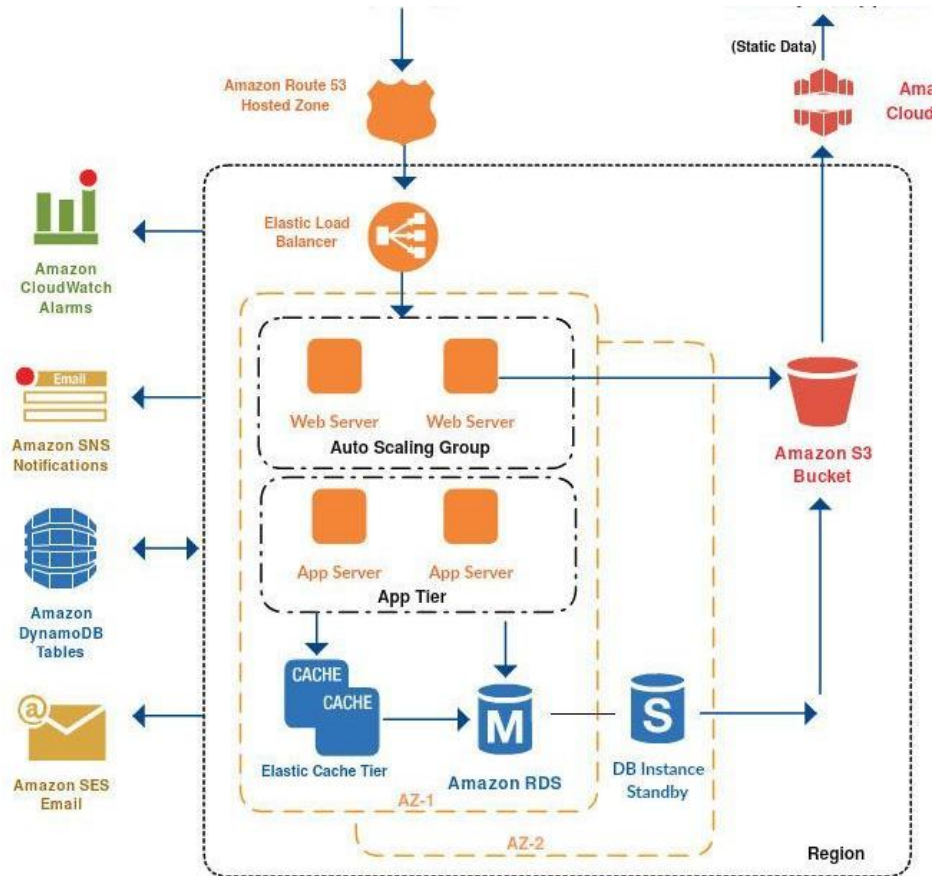 (Static Data)
Amazon Route 53
Hosted Zone
Elastic Load
Balancer
Amazon
CloudWatch
Alarms
Email
Amazon SNS
Notifications
Amazon
DynamoDB
Tables
@
Amazon SES
Email
Web Server
Web Server
Auto Scaling Group
App Server
App Server
App Tier
CACHE
CACHE
Elastic Cache Tier
M
Amazon RDS
S
DB Instance
Standby
AZ-1
AZ-2
Amazon S3
Bucket
Region